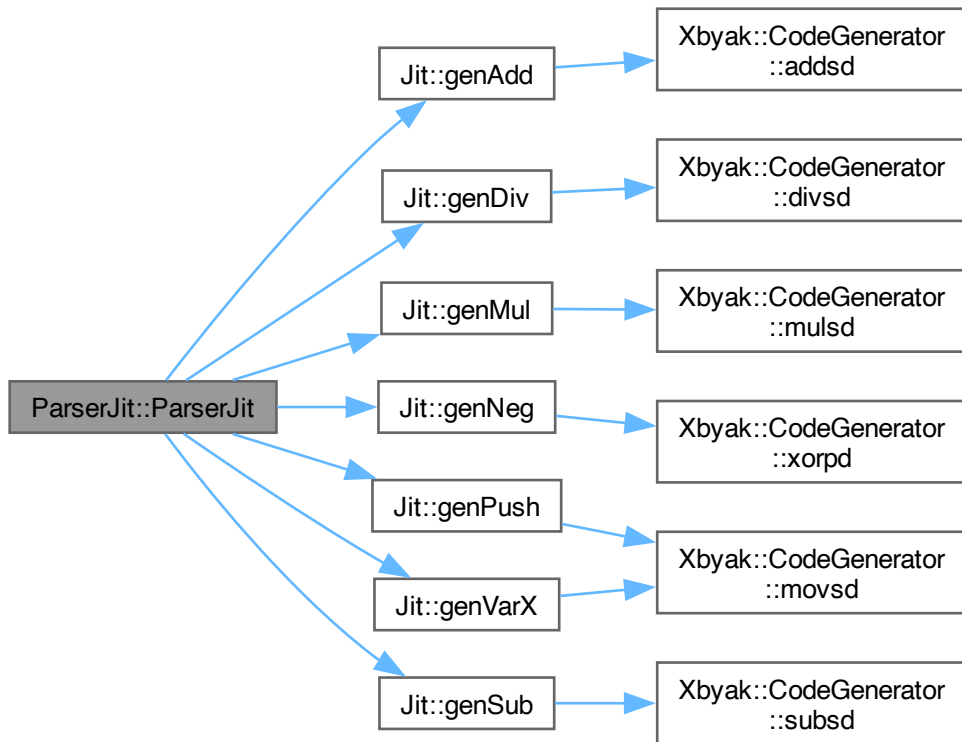 ParserJit::ParserJit
Jit::genAdd
Jit::genDiv
Jit::genMul
Jit::genNeg
Jit::genPush
Jit::genVarX
Jit::genSub
Xbyak::CodeGenerator
::addsd
Xbyak::CodeGenerator
::divsd
Xbyak::CodeGenerator
::mulsd
Xbyak::CodeGenerator
::xorpd
Xbyak::CodeGenerator
::movsd
Xbyak::CodeGenerator
::subsd